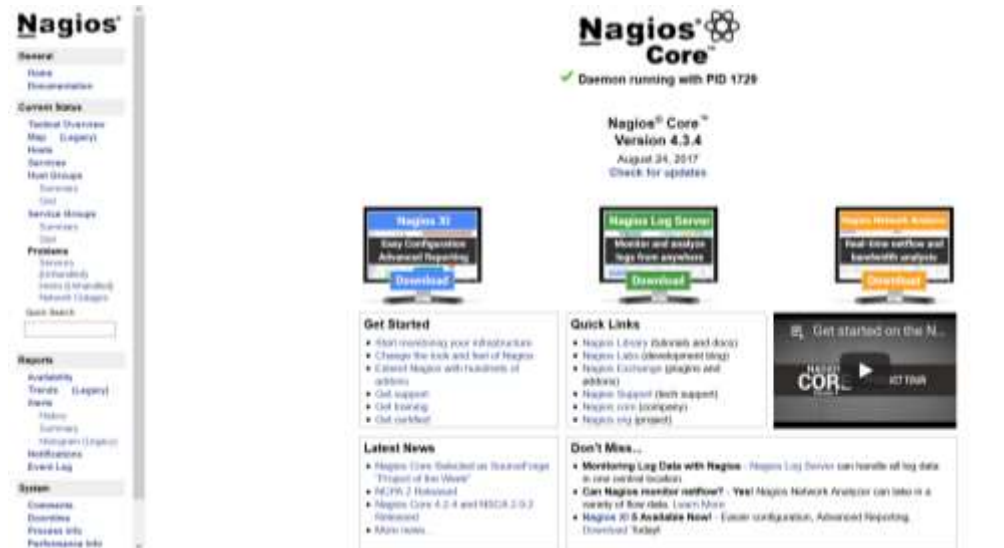 Nagios®
General
Home
Documentation
Current Status
Tactical Overview
Map (Legacy)
Hosts
Services
Host Groups
Summary
Grid
Service Groups
Summary
Grid
Problems
Services
(Unhandled)
Hosts (Unhandled)
Network Outages
Quick Search
Reports
Availability
Trends (Legacy)
Alerts
History
Summary
Histogram (Legacy)
Notifications
Event Log
System
Comments
Downtime
Process Info
Performance Info
Nagios®
Core™
Daemon running with PID 1729
Nagios® Core™
Version 4.3.4
August 24, 2017
Check for updates
Nagios XI
Easy Configuration
Advanced Reporting
Download
Nagios Log Server
Monitor and analyze
logs from anywhere
Download
Nagios Network Analyzer
Real-time netflow and
bandwidth analysis
Download
Get Started
Start monitoring your infrastructure
Change the look and feel of Nagios
Extend Nagios with hundreds of
addons
Get support
Get training
Get certified
Quick Links
Nagios Library (tutorials and docs)
Nagios Labs (development blog)
Nagios Exchange (plugins and
addons)
Nagios Support (tech support)
Nagios.com (company)
Nagios.org (project)
Get started on the N...
NAGIOS
CORE
TOUR
Latest News
Nagios Core Selected as SourceForge
"Project of the Week"
NCPA 2 Released
Nagios Core 4.2.4 and NSCA 2.9.2
Released
More news...
Don't Miss...
Monitoring Log Data with Nagios - Nagios Log Server can handle all log data
in one central location.
Can Nagios monitor netflow? - Yes! Nagios Network Analyzer can take in a
variety of flow data. Learn More
Nagios XI 5 Available Now! - Easier configuration, Advanced Reporting,
Download Today!